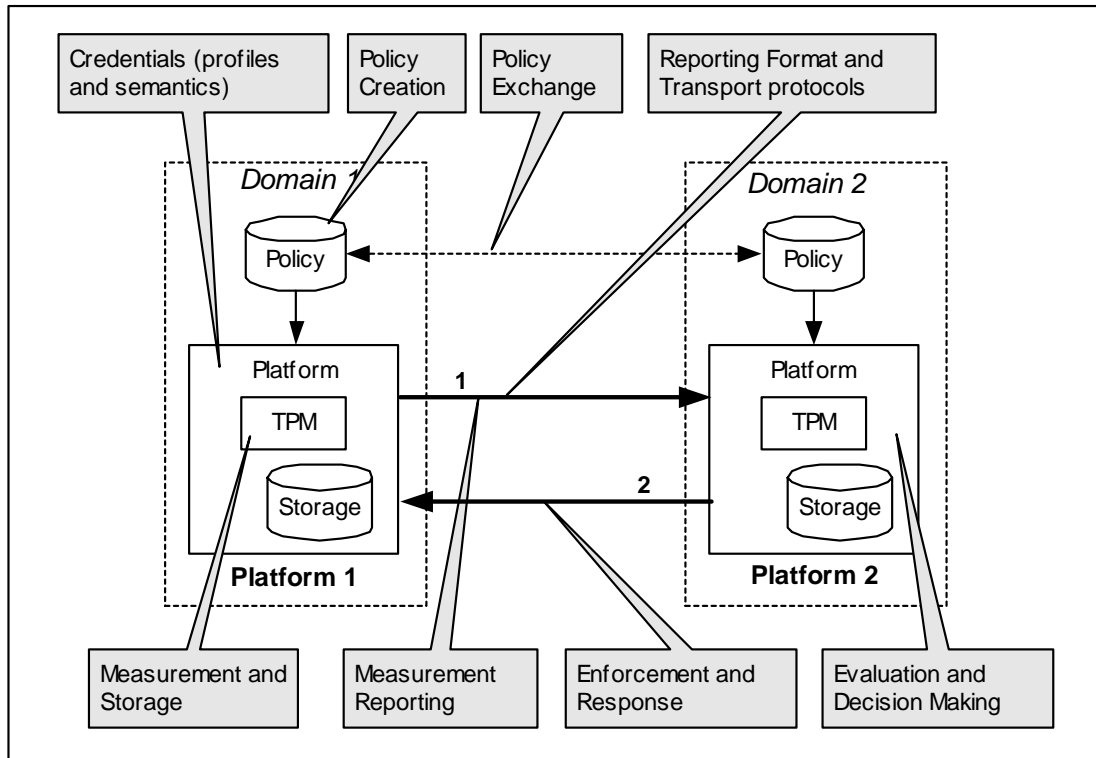 Credentials (profiles
and semantics)
Policy
Creation
Policy
Exchange
Reporting Format and
Transport protocols
Domain 1
Domain 2
Policy
Policy
Platform
TPM
Storage
Platform 1
1
2
Platform
TPM
Storage
Platform 2
Measurement and
Storage
Measurement
Reporting
Enforcement and
Response
Evaluation and
Decision Making